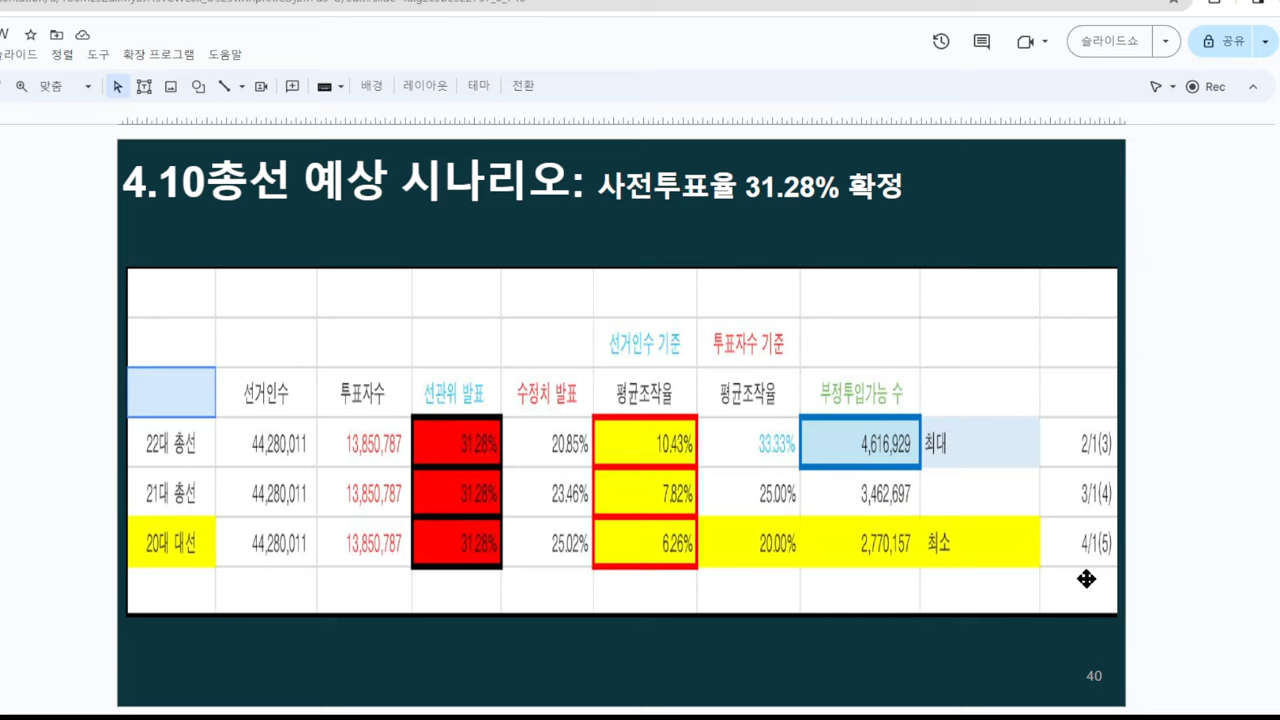 슬라이드 정렬 도구 확장 프로그램 도움말
슬라이드쇼
공유
맞춤
배경 레이아웃 테마 전환
Rec
4.10총선 예상 시나리오: 사전투표율 31.28% 확정
선거인수 기준 투표자수 기준
선거인수 투표자수 선관위 발표 수정치 발표 평균조작율 평균조작율 부정투입가능 수
22대 총선 44,280,011 13,850,787 31.28% 20.85% 10.43% 33.33% 4,616,929 최대 2/1(3)
21대 총선 44,280,011 13,850,787 31.28% 23.46% 7.82% 25.00% 3,462,697 3/1(4)
20대 대선 44,280,011 13,850,787 31.28% 25.02% 6.26% 20.00% 2,770,157 최소 4/1(5)
40